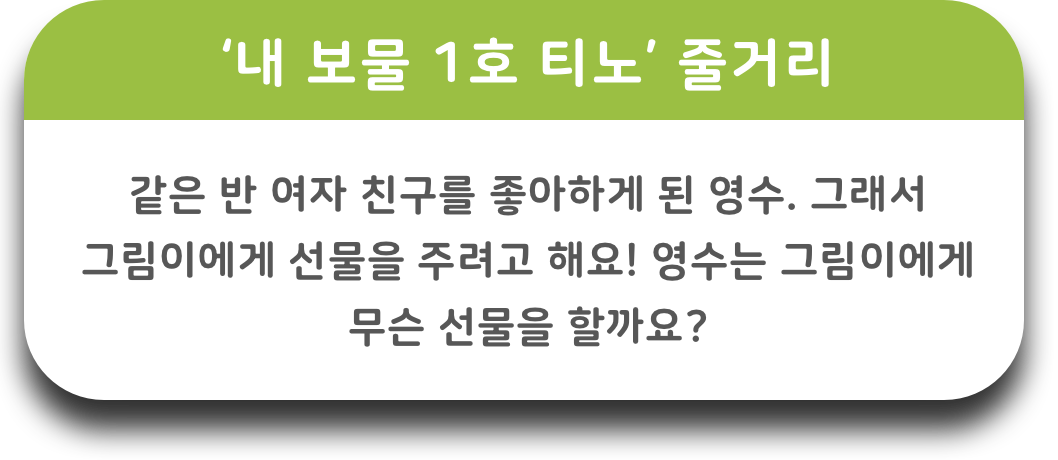 ‘내 보물 1호 티노’ 줄거리
같은 반 여자 친구를 좋아하게 된 영수. 그래서
그림이에게 선물을 주려고 해요! 영수는 그림이에게
무슨 선물을 할까요?